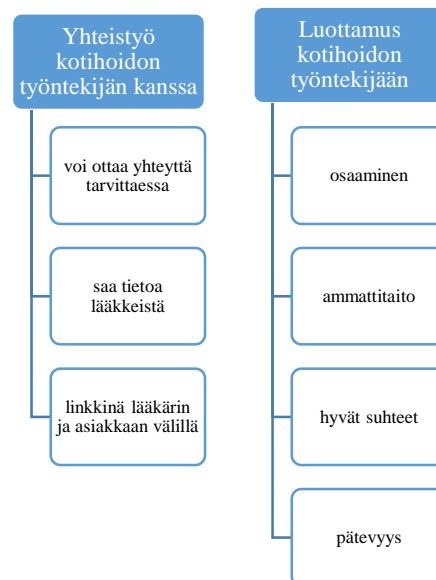 Yhteistyö
kotihoidon
työntekijän kanssa
voi ottaa yhteyttä
tarvittaessa
saa tietoa
lääkkeistä
linkkinä lääkärin
ja asiakkaan välillä
Luottamus
kotihoidon
työntekijään
osaaminen
ammattitaito
hyvät suhteet
pätevyys